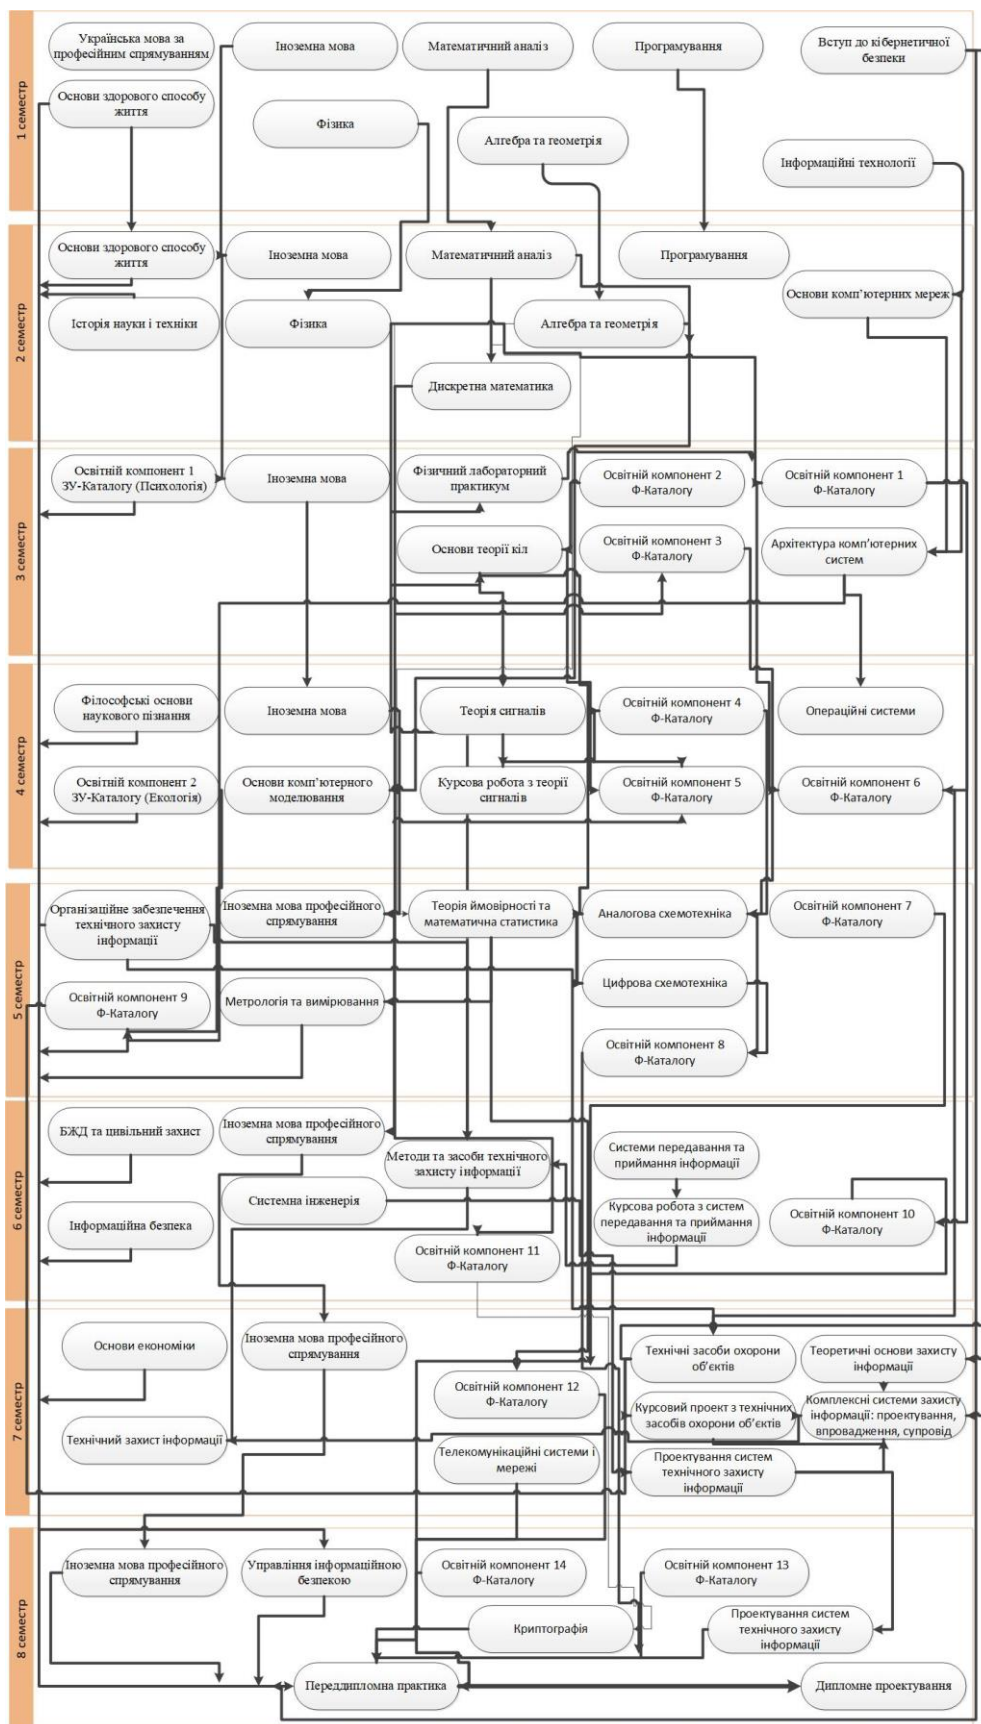 1 семестр
Українська мова за
професійним спрямуванням
Іноземна мова
Математичний аналіз
Програмування
Вступ до кібернетичної
безпеки
Основи здорового способу
життя
Фізика
Алгебра та геометрія
Інформаційні технології
2 семестр
Основи здорового способу
життя
Іноземна мова
Математичний аналіз
Програмування
Основи комп'ютерних мереж
Історія науки і техніки
Фізика
Алгебра та геометрія
Дискретна математика
3 семестр
Освітній компонент 1
ЗУ-Каталогу (Психологія)
Іноземна мова
Фізичний лабораторний
практикум
Освітній компонент 2
Ф-Каталогу
Освітній компонент 1
Ф-Каталогу
Основи теорії кіл
Освітній компонент 3
Ф-Каталогу
Архітектура комп'ютерних
систем
4 семестр
Філософські основи
наукового пізнання
Іноземна мова
Теорія сигналів
Освітній компонент 4
Ф-Каталогу
Операційні системи
Освітній компонент 2
ЗУ-Каталогу (Екологія)
Основи комп'ютерного
моделювання
Курсова робота з теорії
сигналів
Освітній компонент 5
Ф-Каталогу
Освітній компонент 6
Ф-Каталогу
5 семестр
Організаційне забезпечення
технічного захисту
інформації
Іноземна мова професійного
спрямування
Теорія ймовірності та
математична статистика
Аналогова схемотехніка
Освітній компонент 7
Ф-Каталогу
Освітній компонент 9
Ф-Каталогу
Метрологія та вимірювання
Цифрова схемотехніка
Освітній компонент 8
Ф-Каталогу
6 семестр
БЖД та цивільний захист
Іноземна мова професійного
спрямування
Методи та засоби технічного
захисту інформації
Системи передавання та
приймання інформації
Системна інженерія
Інформаційна безпека
Курсова робота з систем
передавання та приймання
інформації
Освітній компонент 10
Ф-Каталогу
Освітній компонент 11
Ф-Каталогу
7 семестр
Основи економіки
Іноземна мова професійного
спрямування
Технічні засоби охорони
об'єктів
Теоретичні основи захисту
інформації
Освітній компонент 12
Ф-Каталогу
Курсовий проект з технічних
засобів охорони об'єктів
Комплексні системи захисту
інформації: проектування,
впровадження, супровід
Технічний захист інформації
Телекомунікаційні системи і
мережі
Проектування систем
технічного захисту
інформації
8 семестр
Іноземна мова професійного
спрямування
Управління інформаційною
безпекою
Освітній компонент 14
Ф-Каталогу
Освітній компонент 13
Ф-Каталогу
Криптографія
Проектування систем
технічного захисту
інформації
Переддипломна практика
Дипломне проектування